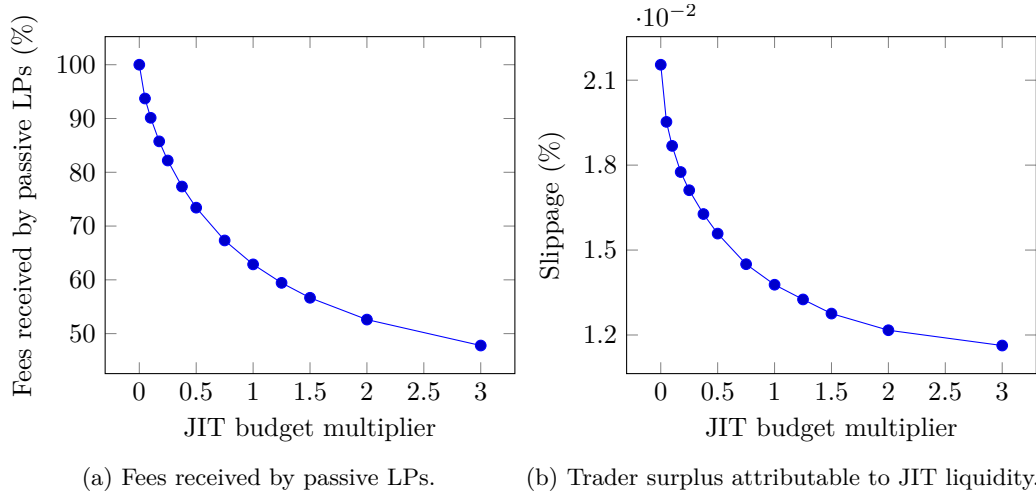 Fees received by passive LPs (%)
100
90
80
70
60
50
0 0.5 1 1.5 2 2.5 3
JIT budget multiplier
(a) Fees received by passive LPs.
·10−2
Slippage (%)
2.1
1.8
1.5
1.2
0 0.5 1 1.5 2 2.5 3
JIT budget multiplier
(b) Trader surplus attributable to JIT liquidity.